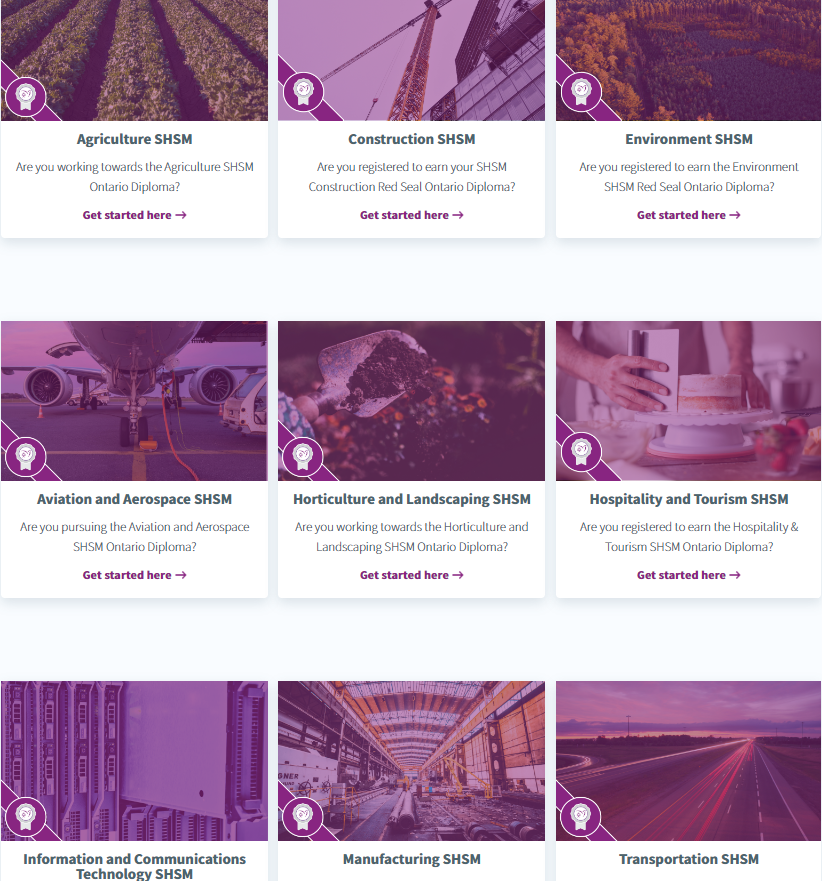 Agriculture SHSM
Are you working towards the Agriculture SHSM
Ontario Diploma?
Get started here →
Construction SHSM
Are you registered to earn your SHSM
Construction Red Seal Ontario Diploma?
Get started here →
Environment SHSM
Are you registered to earn the Environment
SHSM Red Seal Ontario Diploma?
Get started here →
Aviation and Aerospace SHSM
Are you pursuing the Aviation and Aerospace
SHSM Ontario Diploma?
Get started here →
Horticulture and Landscaping SHSM
Are you working towards the Horticulture and
Landscaping SHSM Ontario Diploma?
Get started here →
Hospitality and Tourism SHSM
Are you registered to earn the Hospitality &
Tourism SHSM Ontario Diploma?
Get started here →
Information and Communications
Technology SHSM
Manufacturing SHSM
Transportation SHSM